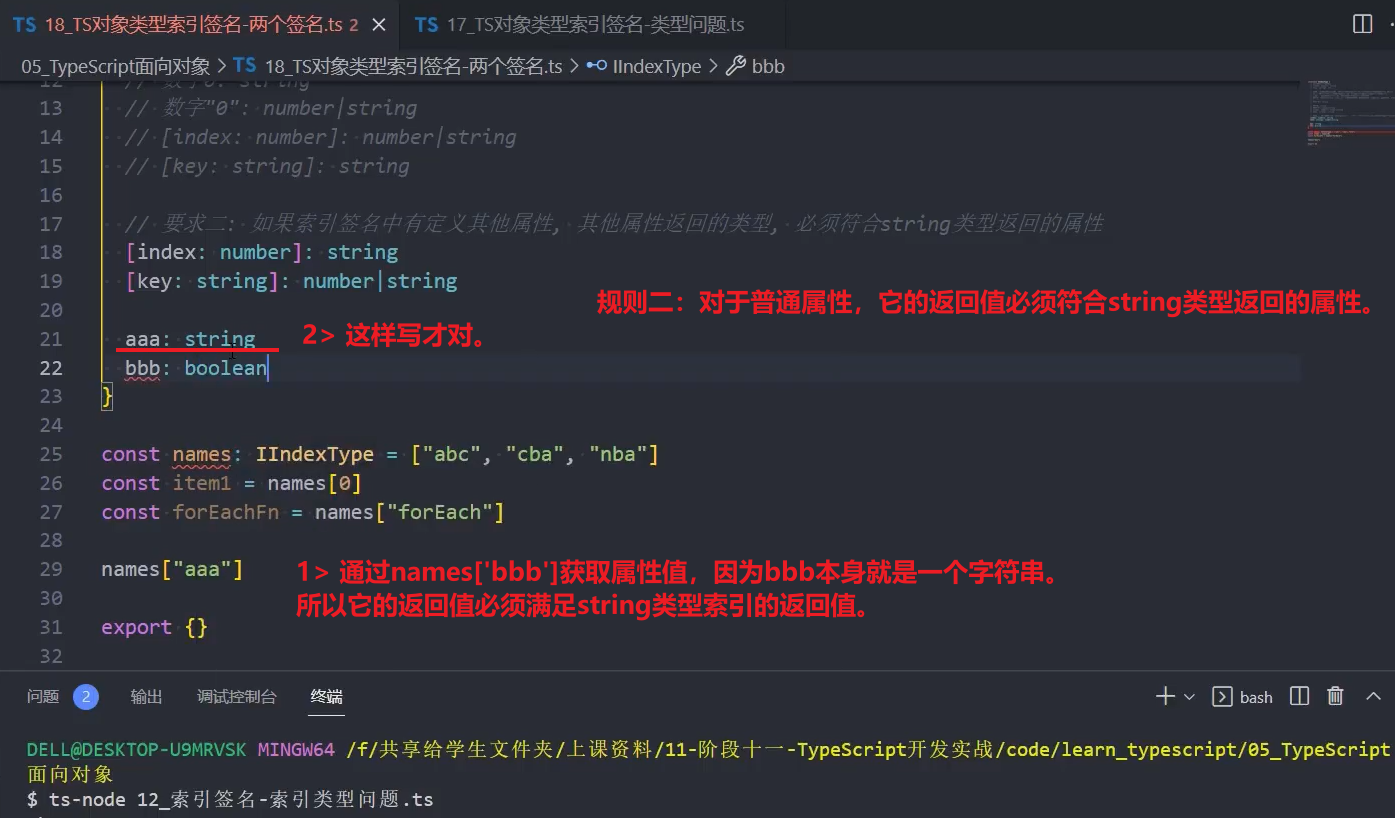 TS 18_TS对象类型索引签名-两个签名.ts 2 × TS 17_TS对象类型索引签名-类型问题.ts
05_TypeScript面向对象 > TS 18_TS对象类型索引签名-两个签名.ts > IIndexType > bbb
12 // 数字0: string
13 // 数字"0": number|string
14 // [index: number]: number|string
15 // [key: string]: string
16
17 // 要求二: 如果索引签名中有定义其他属性, 其他属性返回的类型, 必须符合string类型返回的属性
18 [index: number]: string
19 [key: string]: number|string
规则二：对于普通属性，它的返回值必须符合string类型返回的属性。
20
21 aaa: string 2> 这样写才对。
22 bbb: boolean
23 }
24
25 const names: IIndexType = ["abc", "cba", "nba"]
26 const item1 = names[0]
27 const forEachFn = names["forEach"]
28
29 names["aaa"] 1> 通过names['bbb']获取属性值，因为bbb本身就是一个字符串。
所以它的返回值必须满足string类型索引的返回值。
30
31 export {}
32
问题 2 输出 调试控制台 终端 bash
DELL@DESKTOP-U9MRVSK MINGW64 /f/共享给学生文件夹/上课资料/11-阶段十一-TypeScript开发实战/code/learn_typescript/05_TypeScript
面向对象
$ ts-node 12_索引签名-索引类型问题.ts